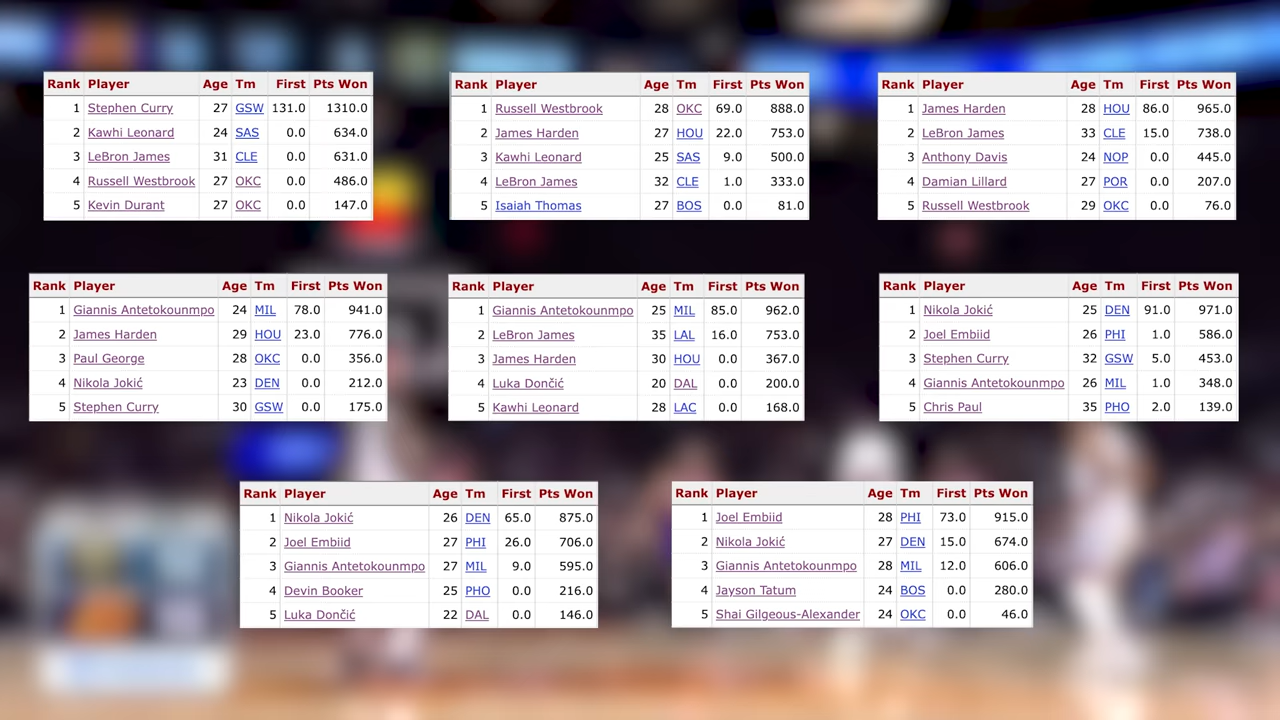 Rank Player Age Tm First Pts Won
1 Stephen Curry 27 GSW 131.0 1310.0
2 Kawhi Leonard 24 SAS 0.0 634.0
3 LeBron James 31 CLE 0.0 631.0
4 Russell Westbrook 27 OKC 0.0 486.0
5 Kevin Durant 27 OKC 0.0 147.0
Rank Player Age Tm First Pts Won
1 Russell Westbrook 28 OKC 69.0 888.0
2 James Harden 27 HOU 22.0 753.0
3 Kawhi Leonard 25 SAS 9.0 500.0
4 LeBron James 32 CLE 1.0 333.0
5 Isaiah Thomas 27 BOS 0.0 81.0
Rank Player Age Tm First Pts Won
1 James Harden 28 HOU 86.0 965.0
2 LeBron James 33 CLE 15.0 738.0
3 Anthony Davis 24 NOP 0.0 445.0
4 Damian Lillard 27 POR 0.0 207.0
5 Russell Westbrook 29 OKC 0.0 76.0
Rank Player Age Tm First Pts Won
1 Giannis Antetokounmpo 24 MIL 78.0 941.0
2 James Harden 29 HOU 23.0 776.0
3 Paul George 28 OKC 0.0 356.0
4 Nikola Jokić 23 DEN 0.0 212.0
5 Stephen Curry 30 GSW 0.0 175.0
Rank Player Age Tm First Pts Won
1 Giannis Antetokounmpo 25 MIL 85.0 962.0
2 LeBron James 35 LAL 16.0 753.0
3 James Harden 30 HOU 0.0 367.0
4 Luka Dončić 20 DAL 0.0 200.0
5 Kawhi Leonard 28 LAC 0.0 168.0
Rank Player Age Tm First Pts Won
1 Nikola Jokić 25 DEN 91.0 971.0
2 Joel Embiid 26 PHI 1.0 586.0
3 Stephen Curry 32 GSW 5.0 453.0
4 Giannis Antetokounmpo 26 MIL 1.0 348.0
5 Chris Paul 35 PHO 2.0 139.0
Rank Player Age Tm First Pts Won
1 Nikola Jokić 26 DEN 65.0 875.0
2 Joel Embiid 27 PHI 26.0 706.0
3 Giannis Antetokounmpo 27 MIL 9.0 595.0
4 Devin Booker 25 PHO 0.0 216.0
5 Luka Dončić 22 DAL 0.0 146.0
Rank Player Age Tm First Pts Won
1 Joel Embiid 28 PHI 73.0 915.0
2 Nikola Jokić 27 DEN 15.0 674.0
3 Giannis Antetokounmpo 28 MIL 12.0 606.0
4 Jayson Tatum 24 BOS 0.0 280.0
5 Shai Gilgeous-Alexander 24 OKC 0.0 46.0